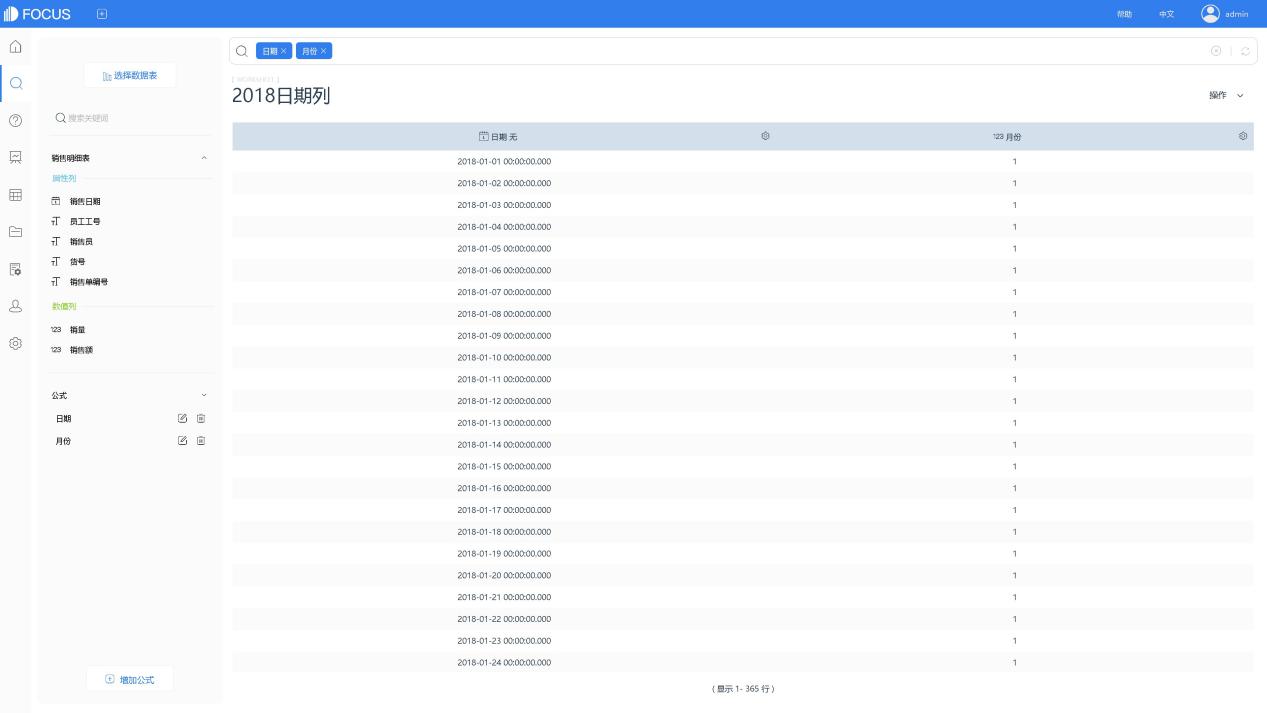 FOCUS
帮助 中文 admin
选择数据表
搜索关键词
销售明细表
属性列
销售日期
员工工号
销售员
货号
销售单编号
数值列
123 销量
123 销售额
公式
日期
月份
增加公式
日期 × 月份 ×
[ WORKSHEET ]
2018日期列
操作
日期 无 123 月份
2018-01-01 00:00:00.000 1
2018-01-02 00:00:00.000 1
2018-01-03 00:00:00.000 1
2018-01-04 00:00:00.000 1
2018-01-05 00:00:00.000 1
2018-01-06 00:00:00.000 1
2018-01-07 00:00:00.000 1
2018-01-08 00:00:00.000 1
2018-01-09 00:00:00.000 1
2018-01-10 00:00:00.000 1
2018-01-11 00:00:00.000 1
2018-01-12 00:00:00.000 1
2018-01-13 00:00:00.000 1
2018-01-14 00:00:00.000 1
2018-01-15 00:00:00.000 1
2018-01-16 00:00:00.000 1
2018-01-17 00:00:00.000 1
2018-01-18 00:00:00.000 1
2018-01-19 00:00:00.000 1
2018-01-20 00:00:00.000 1
2018-01-21 00:00:00.000 1
2018-01-22 00:00:00.000 1
2018-01-23 00:00:00.000 1
2018-01-24 00:00:00.000 1
( 显示 1- 365 行 )